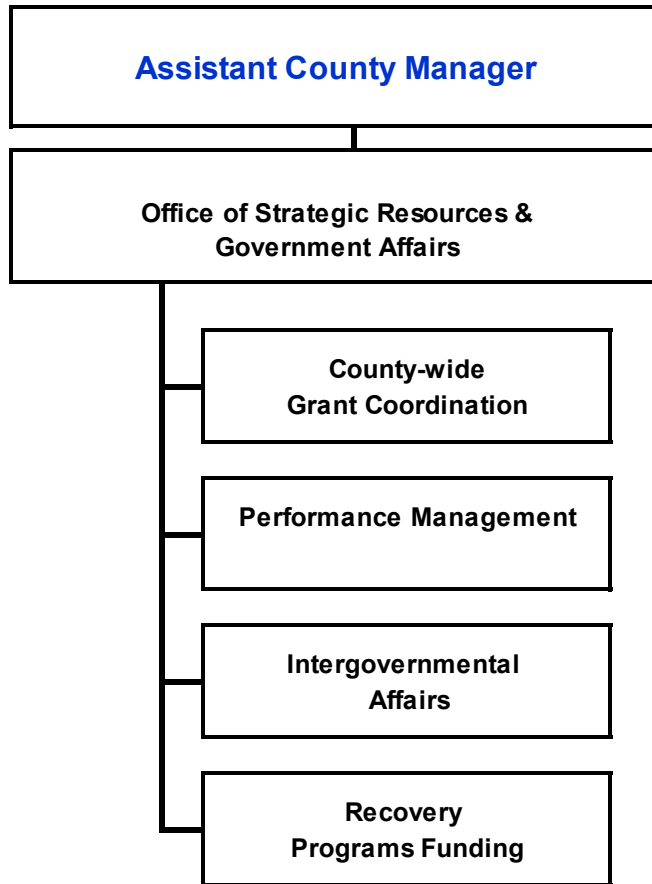 Assistant County Manager
Office of Strategic Resources &
Government Affairs
County-wide
Grant Coordination
Performance Management
Intergovernmental
Affairs
Recovery
Programs Funding